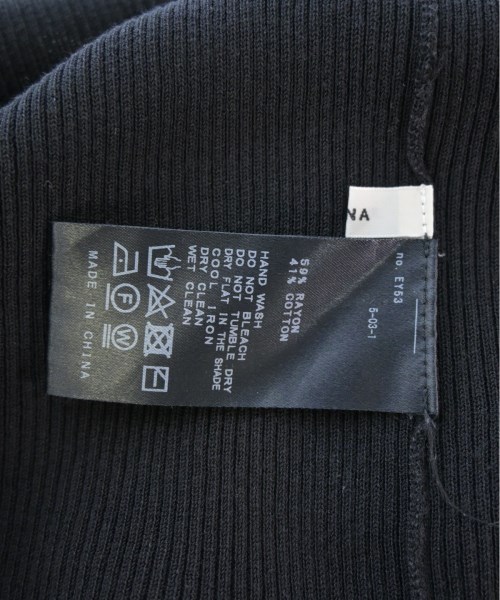 NA
no. EY53
5-03-1
59% RAYON
41% COTTON
HAND WASH
DO NOT BLEACH
DO NOT TUMBLE DRY
DRY FLAT IN THE SHADE
COOL IRON
DRY CLEAN
WET CLEAN
F
W
MADE IN CHINA